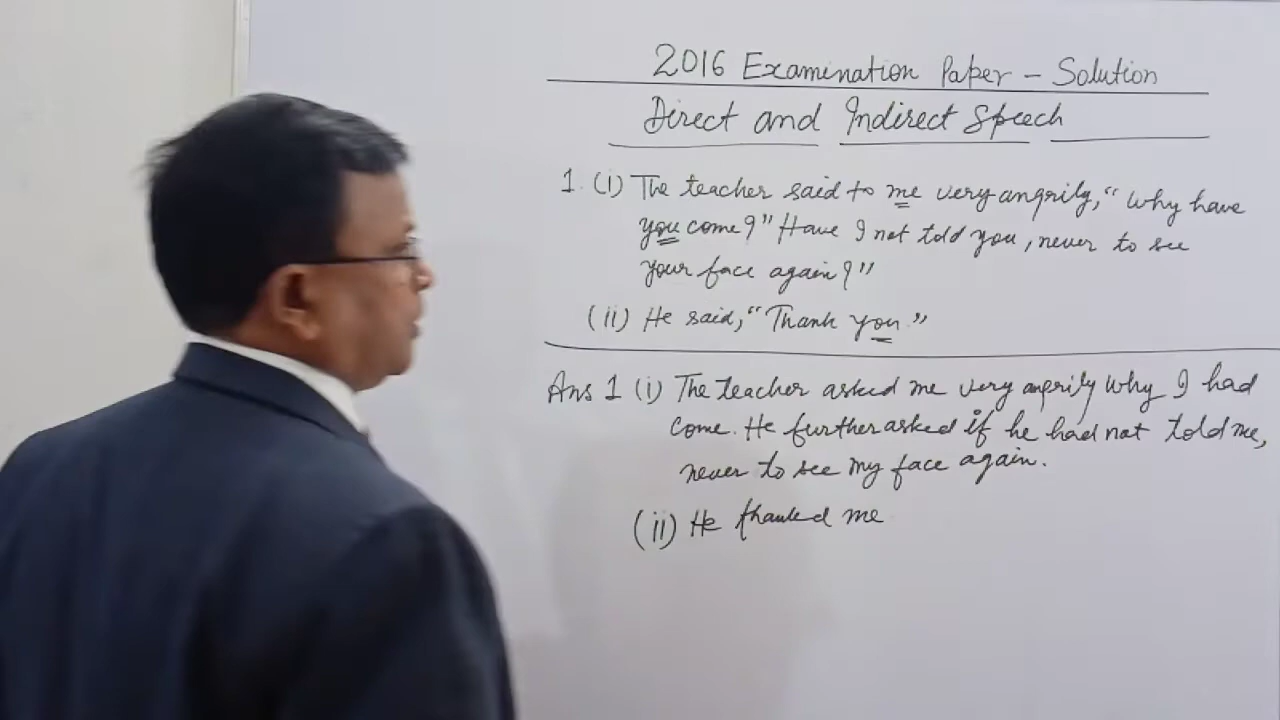 2016 Examination Paper - Solution
Direct and Indirect Speech
1. (i) The teacher said to me very angrily, "Why have
you come?" Have I not told you, never to see
your face again?"
(ii) He said, "Thank you."
Ans 1 (i) The teacher asked me very angrily why I had
come. He further asked if he had not told me,
never to see my face again.
(ii) He thanked me